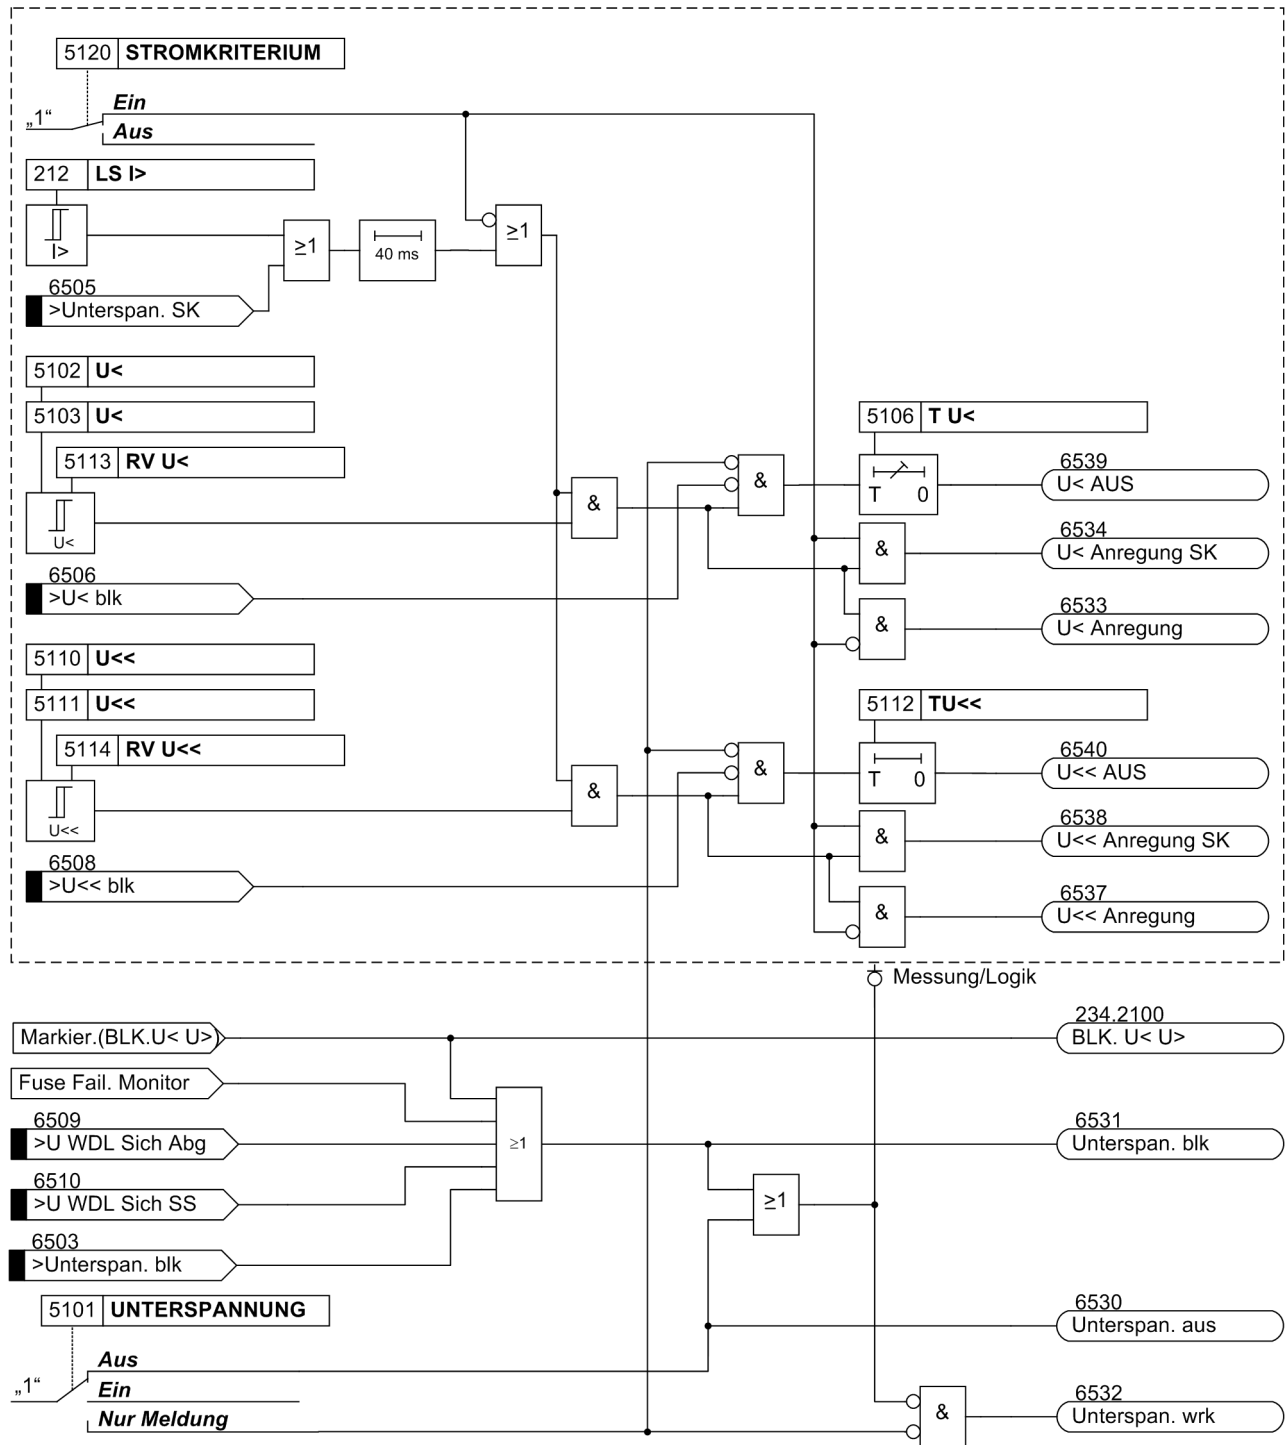 5120 STROMKRITERIUM
„1“
Ein
Aus
212 LS I>
I>
≥1
40 ms
≥1
6505
>Unterspan. SK
5102 U<
5103 U<
5113 RV U<
U<
&
&
5106 T U<
T 0
6539
U< AUS
&
6534
U< Anregung SK
6506
>U< blk
&
6533
U< Anregung
5110 U<<
5111 U<<
5114 RV U<<
U<<
&
&
5112 TU<<
T 0
6540
U<< AUS
&
6538
U<< Anregung SK
6508
>U<< blk
&
6537
U<< Anregung
Messung/Logik
Markier.(BLK.U< U>)
234.2100
BLK. U< U>
Fuse Fail. Monitor
6509
>U WDL Sich Abg
≥1
6531
Unterspan. blk
6510
>U WDL Sich SS
≥1
6503
>Unterspan. blk
5101 UNTERSPANNUNG
6530
Unterspan. aus
„1“
Aus
Ein
Nur Meldung
&
6532
Unterspan. wrk